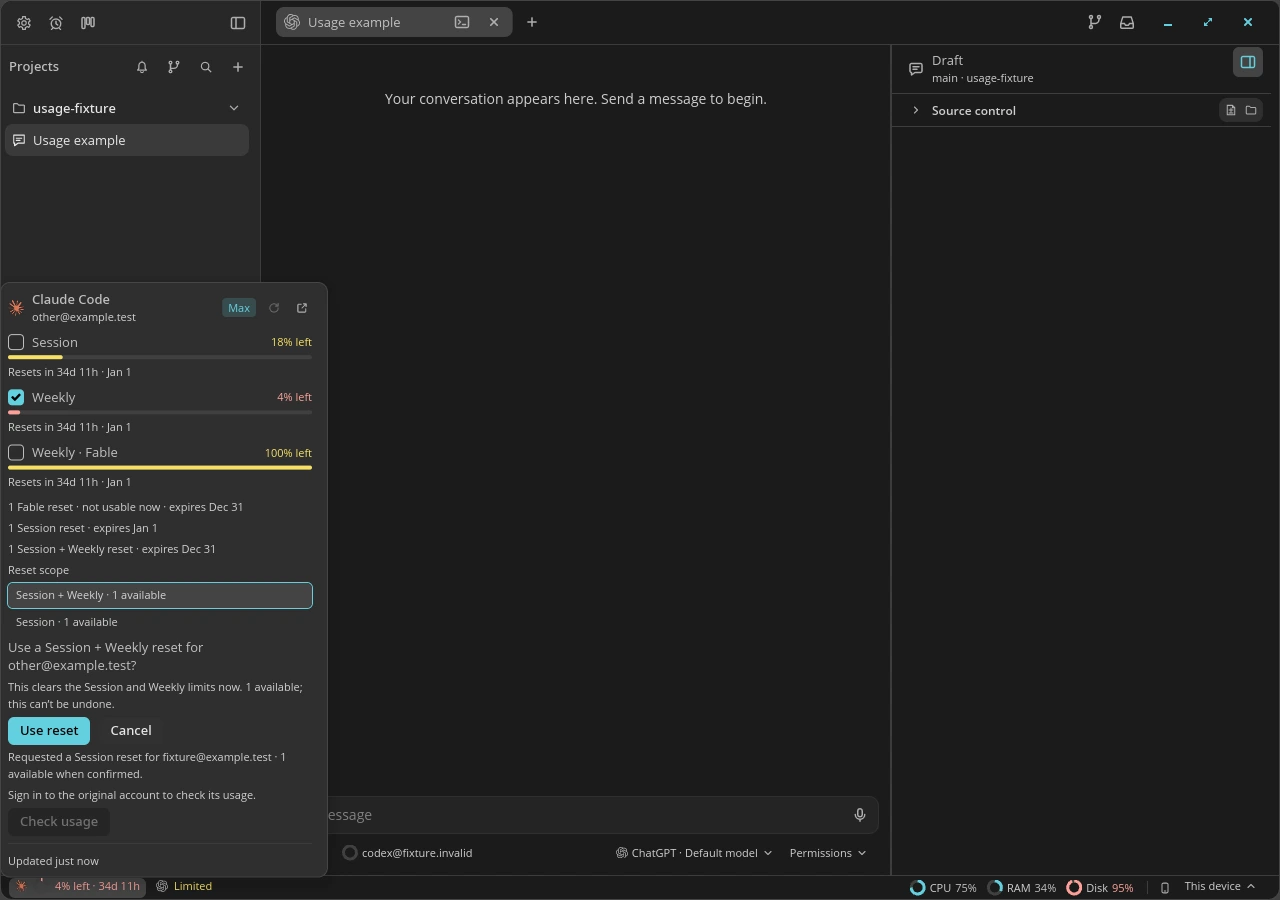 Usage example
Projects
usage-fixture
Usage example
Your conversation appears here. Send a message to begin.
Draft
main · usage-fixture
Source control
Claude Code
other@example.test
Max
Session
18% left
Resets in 34d 11h · Jan 1
Weekly
4% left
Resets in 34d 11h · Jan 1
Weekly · Fable
100% left
Resets in 34d 11h · Jan 1
1 Fable reset · not usable now · expires Dec 31
1 Session reset · expires Jan 1
1 Session + Weekly reset · expires Dec 31
Reset scope
Session + Weekly · 1 available
Session · 1 available
Use a Session + Weekly reset for
other@example.test?
This clears the Session and Weekly limits now. 1 available;
this can’t be undone.
Use reset
Cancel
Requested a Session reset for fixture@example.test · 1
available when confirmed.
Sign in to the original account to check its usage.
Check usage
Updated just now
essage
codex@fixture.invalid
ChatGPT · Default model
Permissions
4% left · 34d 11h
Limited
CPU 75%
RAM 34%
Disk 95%
This device